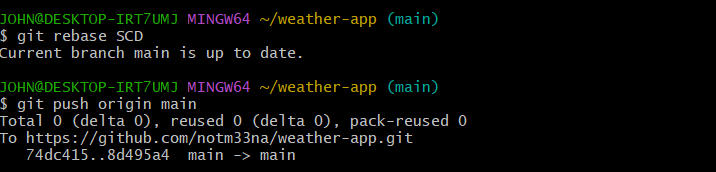 JOHN@DESKTOP-IRT7UMJ MINGW64 ~/weather-app (main)
$ git rebase SCD
Current branch main is up to date.
JOHN@DESKTOP-IRT7UMJ MINGW64 ~/weather-app (main)
$ git push origin main
Total 0 (delta 0), reused 0 (delta 0), pack-reused 0
To https://github.com/notm33na/weather-app.git
74dc415..8d495a4  main -> main